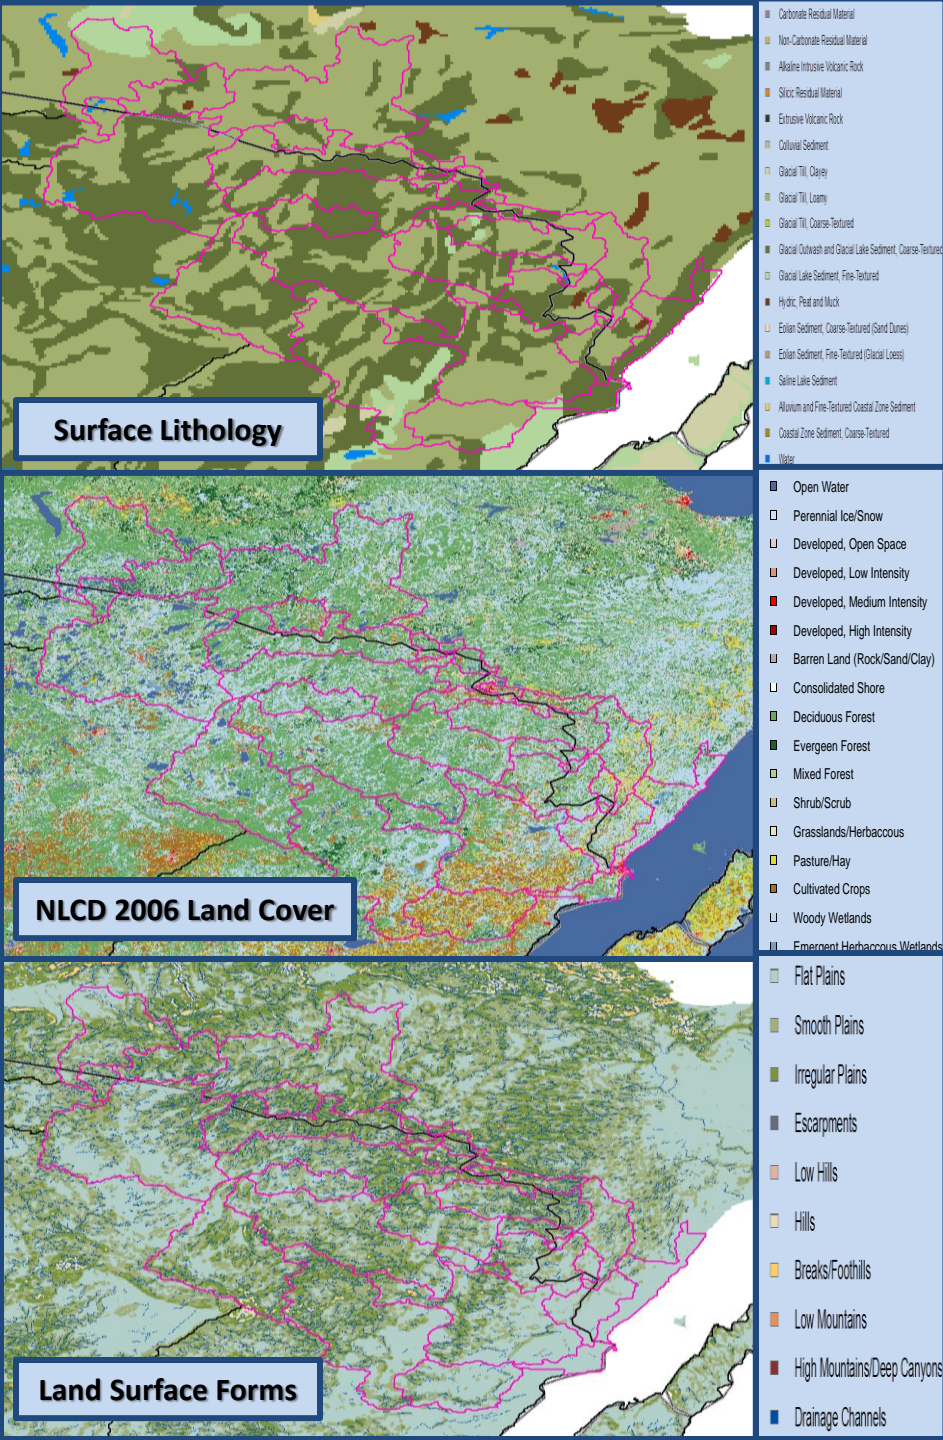 Carbonate Residual Material
Non-Carbonate Residual Material
Alkaline Intrusive Volcanic Rock
Silicic Residual Material
Extrusive Volcanic Rock
Colluvial Sediment
Glacial Till, Clayey
Glacial Till, Loamy
Glacial Till, Coarse-Textured
Glacial Outwash and Glacial Lake Sediment, Coarse-Textured
Glacial Lake Sediment, Fine-Textured
Hydric, Peat and Muck
Eolian Sediment, Coarse-Textured (Sand Dunes)
Eolian Sediment, Fine-Textured (Glacial Loess)
Saline Lake Sediment
Alluvium and Fine-Textured Coastal Zone Sediment
Coastal Zone Sediment, Coarse-Textured
Water
Surface Lithology
Open Water
Perennial Ice/Snow
Developed, Open Space
Developed, Low Intensity
Developed, Medium Intensity
Developed, High Intensity
Barren Land (Rock/Sand/Clay)
Consolidated Shore
Deciduous Forest
Evergeen Forest
Mixed Forest
Shrub/Scrub
Grasslands/Herbaccous
Pasture/Hay
Cultivated Crops
Woody Wetlands
Emergent Herbaccous Wetlands
NLCD 2006 Land Cover
Flat Plains
Smooth Plains
Irregular Plains
Escarpments
Low Hills
Hills
Breaks/Foothills
Low Mountains
High Mountains/Deep Canyons
Drainage Channels
Land Surface Forms